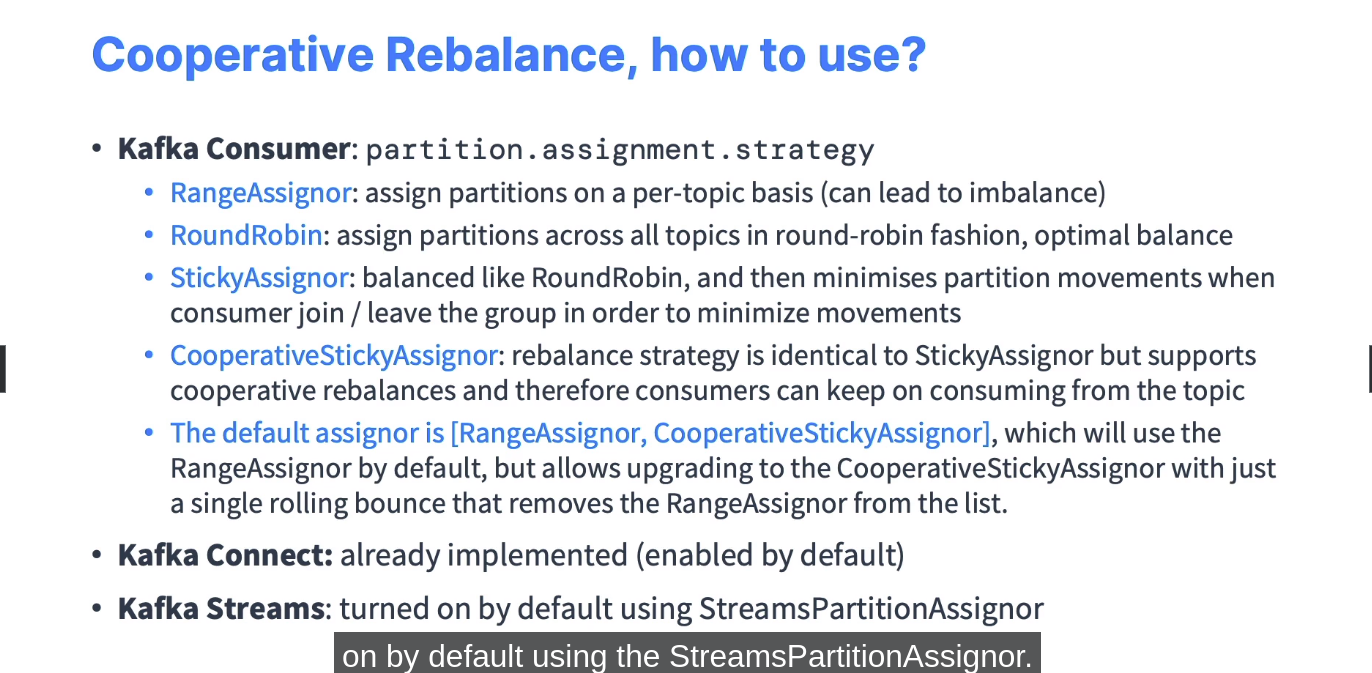 Cooperative Rebalance, how to use?
• Kafka Consumer: partition.assignment.strategy
• RangeAssignor: assign partitions on a per-topic basis (can lead to imbalance)
• RoundRobin: assign partitions across all topics in round-robin fashion, optimal balance
• StickyAssignor: balanced like RoundRobin, and then minimises partition movements when
consumer join / leave the group in order to minimize movements
• CooperativeStickyAssignor: rebalance strategy is identical to StickyAssignor but supports
cooperative rebalances and therefore consumers can keep on consuming from the topic
• The default assignor is [RangeAssignor, CooperativeStickyAssignor], which will use the
RangeAssignor by default, but allows upgrading to the CooperativeStickyAssignor with just
a single rolling bounce that removes the RangeAssignor from the list.
• Kafka Connect: already implemented (enabled by default)
• Kafka Streams: turned on by default using StreamsPartitionAssignor
on by default using the StreamsPartitionAssignor.